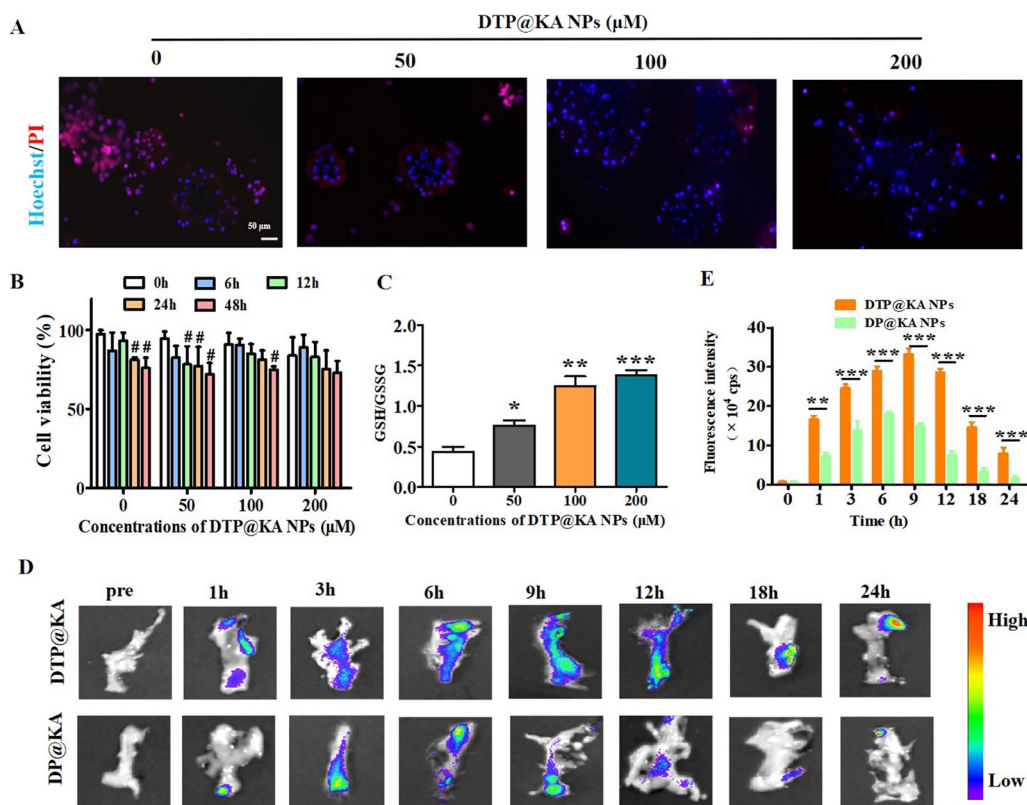 A
DTP@KA NPs (μM)
0 50 100 200
Hoechst/PI
50 μm
B
0h 6h 12h
24h 48h
Cell viability (%)
100
50
0
# #
# #
#
#
0 50 100 200
Concentrations of DTP@KA NPs (μM)
C
GSH/GSSG
2.0
1.5
1.0
0.5
0.0
*
**
***
0 50 100 200
Concentrations of DTP@KA NPs (μM)
E
DTP@KA NPs
DP@KA NPs
Fluorescence intensity
(× 10⁴ cps)
40
30
20
10
0
**
***
***
***
***
***
***
0 1 3 6 9 12 18 24
Time (h)
D
pre 1h 3h 6h 9h 12h 18h 24h
DTP@KA
DP@KA
High
Low